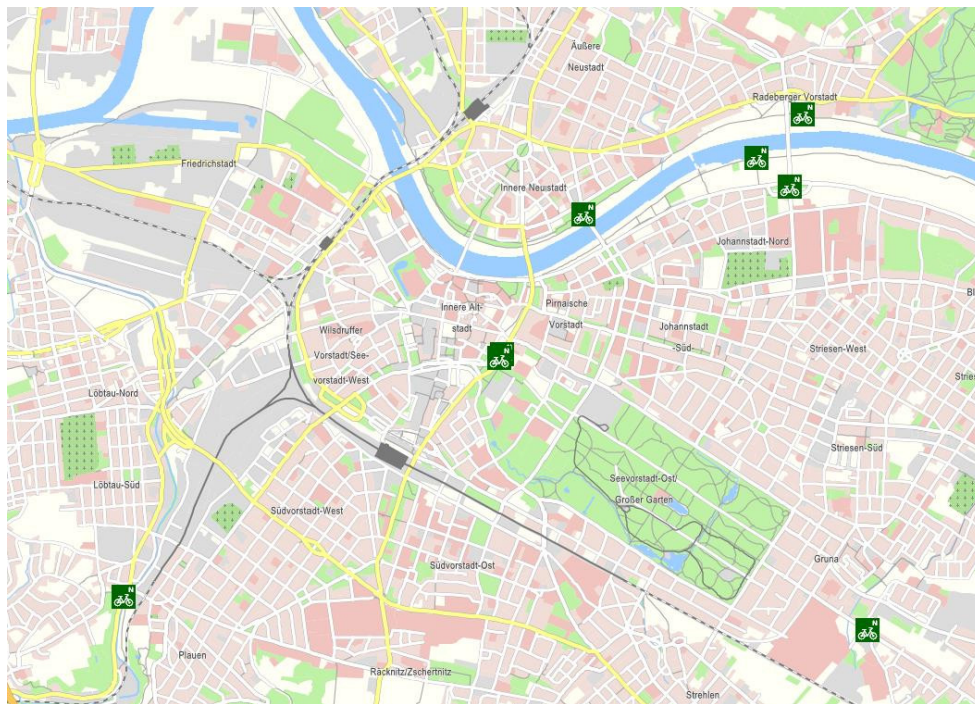 Äußere
Neustadt
Radeberger Vorstadt
N
Friedrichstadt
N
N
Innere Neustadt
N
Johannstadt-Nord
Innere Alt-
stadt
Pirnaische
Vorstadt
Johannstadt
-Süd-
Wilsdruffer
Vorstadt/See-
vorstadt-West
Striesen-West
N
Löbtau-Nord
Striesen-Süd
Löbtau-Süd
Seevorstadt-Ost/
Großer Garten
Südvorstadt-West
Gruna
Südvorstadt-Ost
N
N
Plauen
Räcknitz/Zschertnitz
Strehlen